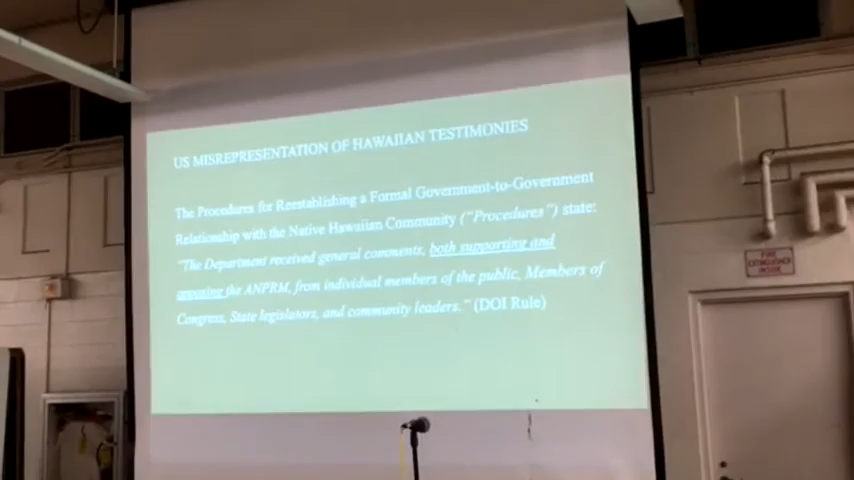 US MISREPRESENTATION OF HAWAIIAN TESTIMONIES
The Procedures for Reestablishing a Formal Government-to-Government
Relationship with the Native Hawaiian Community ("Procedures") state:
"The Department received general comments, both supporting and
opposing the ANPRM, from individual members of the public, Members of
Congress, State legislators, and community leaders." (DOI Rule)
FIRE
EXTINGUISHER
INSIDE